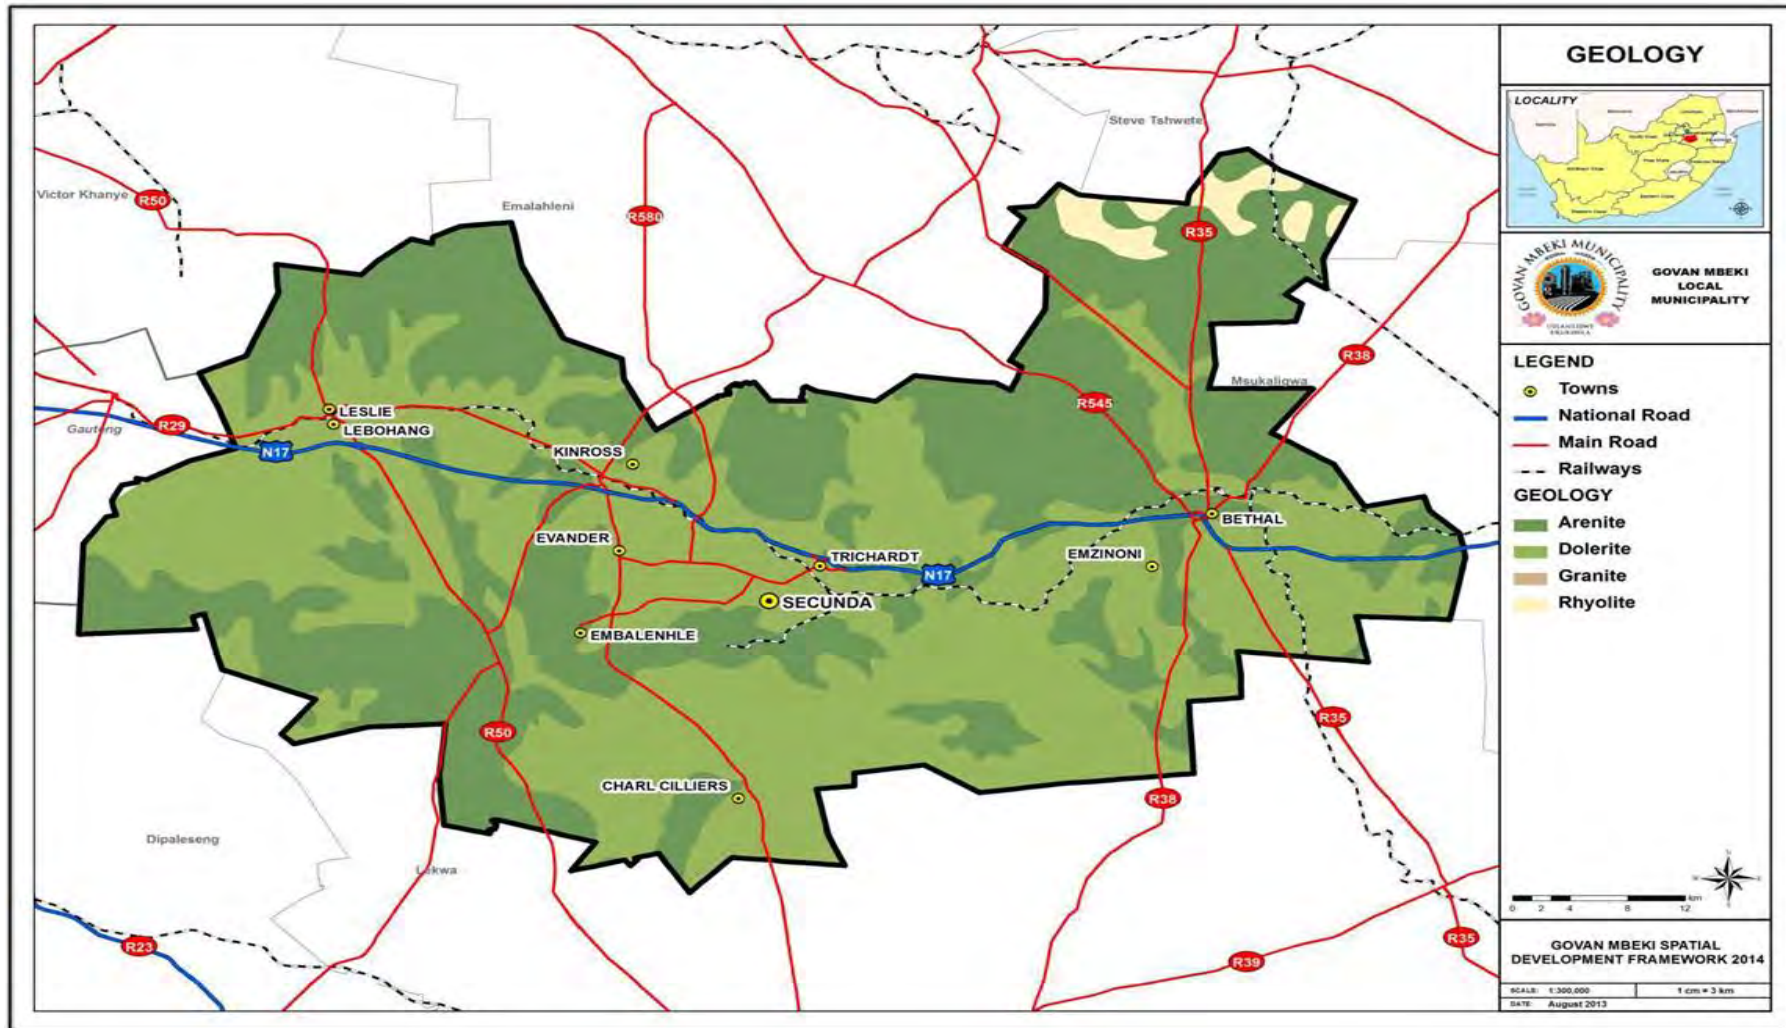 Steve Tshwete
Victor Khanye
R50
Emalahleni
R580
R35
R38
Msukaligwa
R545
LESLIE
LEBOHANG
Gauteng
R29
N17
KINROSS
BETHAL
EVANDER
TRICHARDT
EMZINONI
N17
SECUNDA
EMBALENHLE
R50
R35
CHARL CILLIERS
R38
Dipaleseng
Lekwa
R23
R39
R35
GEOLOGY
LOCALITY
GOVAN MBEKI MUNICIPALITY
GOVAN MBEKI
LOCAL
MUNICIPALITY
LEGEND
Towns
National Road
Main Road
Railways
GEOLOGY
Arenite
Dolerite
Granite
Rhyolite
km
0 2 4 8 12
GOVAN MBEKI SPATIAL
DEVELOPMENT FRAMEWORK 2014
SCALE: 1:300,000 1 cm = 3 km
DATE: August 2013